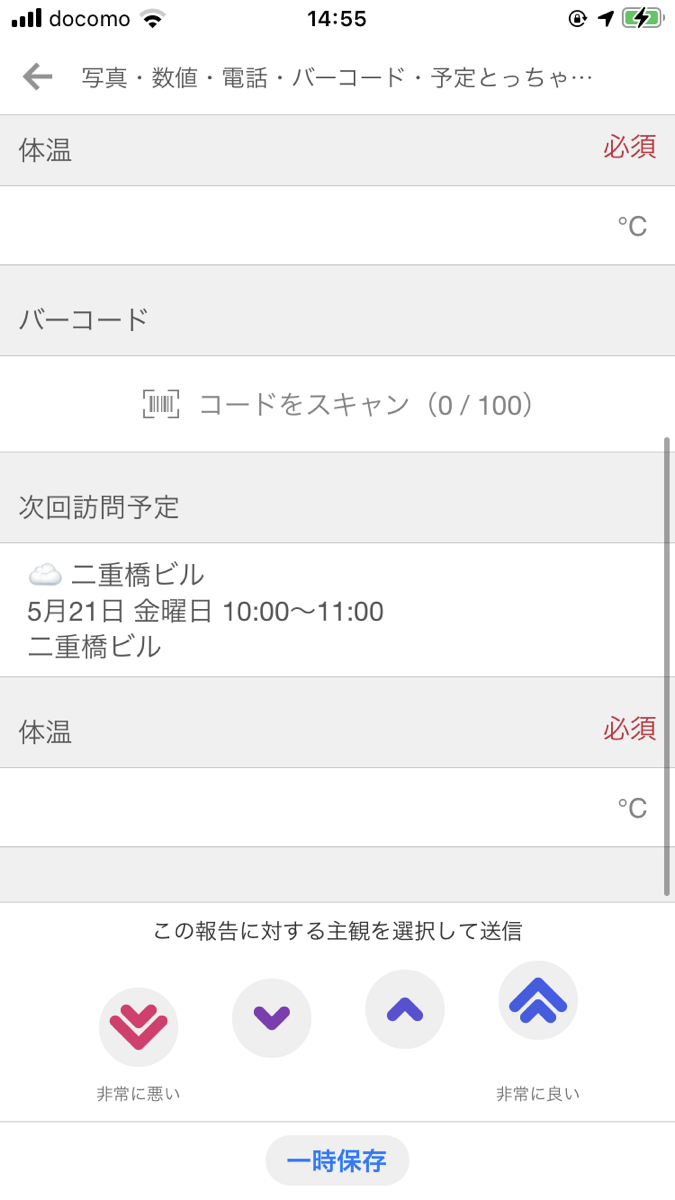 docomo 14:55
写真・数値・電話・バーコード・予定とっちゃ…
体温 必須
°C
バーコード
コードをスキャン（0 / 100）
次回訪問予定
二重橋ビル
5月21日 金曜日 10:00〜11:00
二重橋ビル
体温 必須
°C
この報告に対する主観を選択して送信
非常に悪い 非常に良い
一時保存